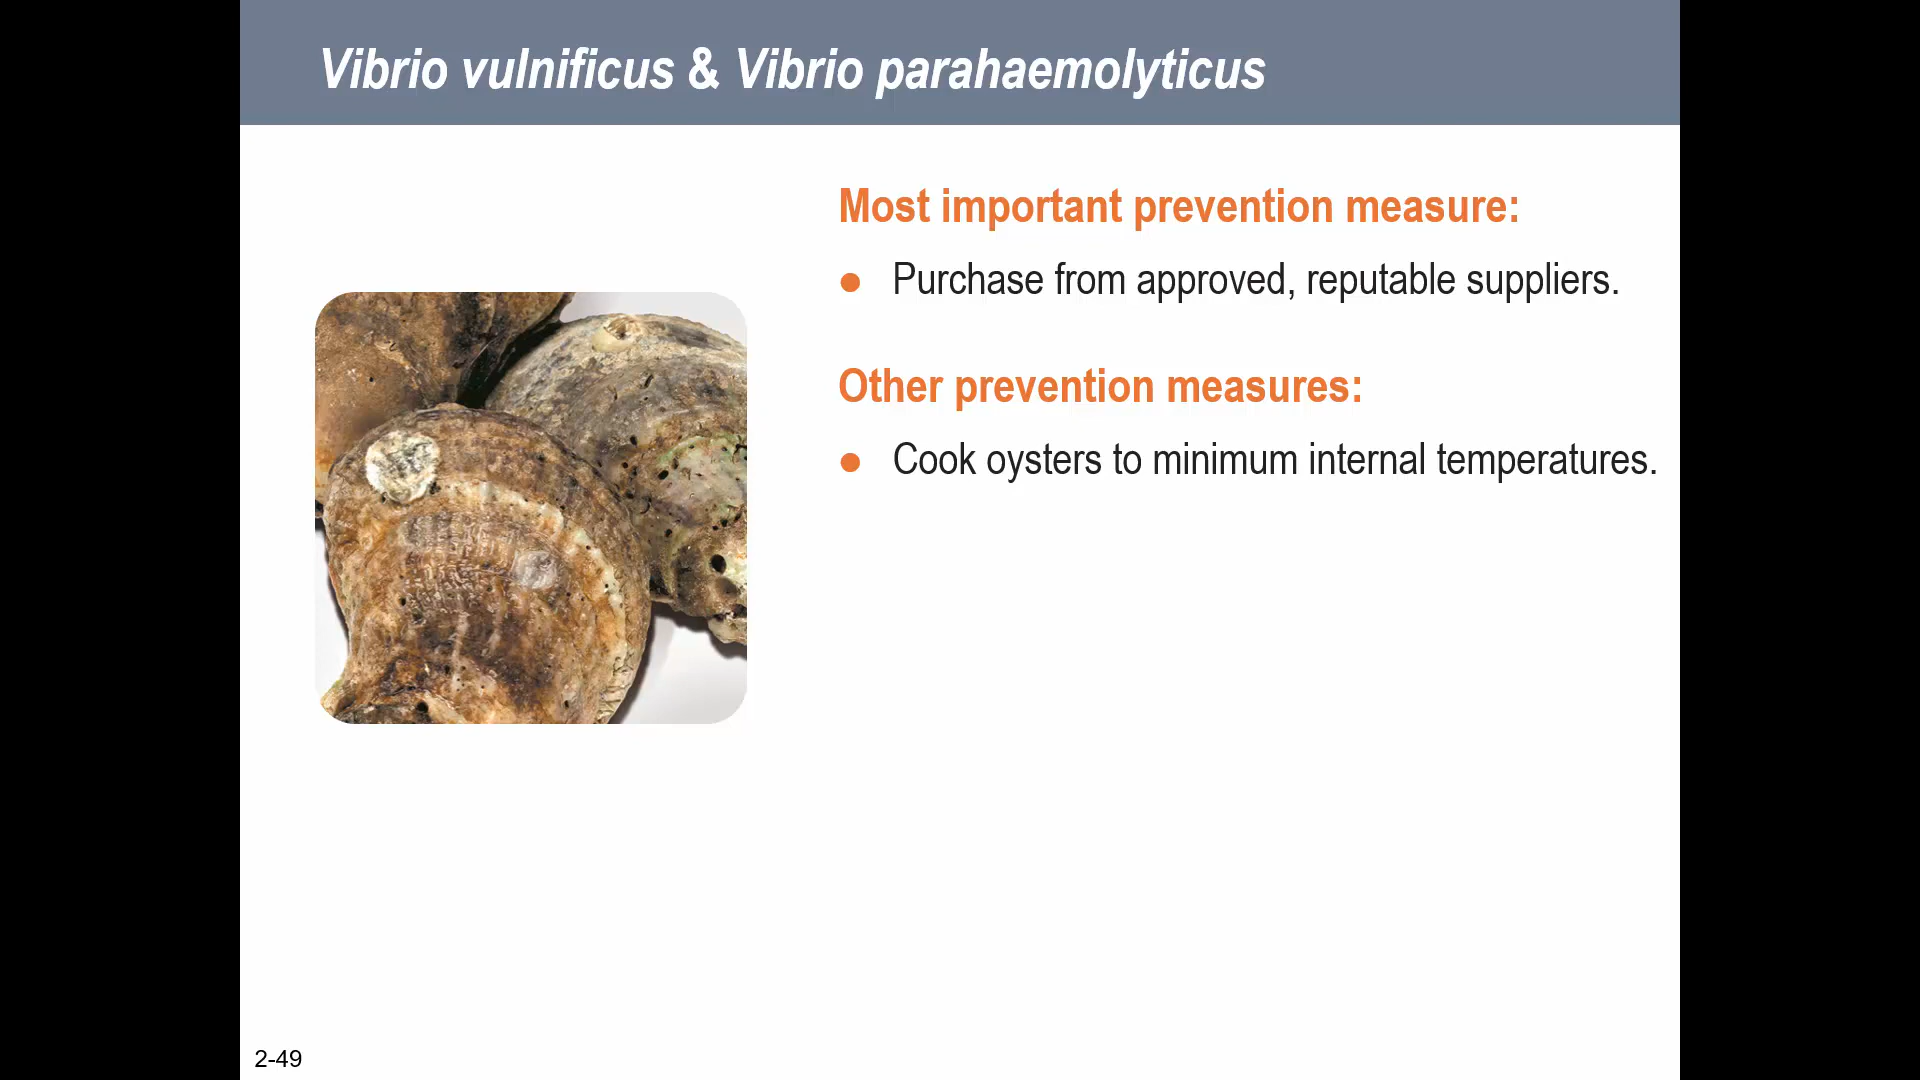 Vibrio vulnificus & Vibrio parahaemolyticus
Most important prevention measure:
Purchase from approved, reputable suppliers.
Other prevention measures:
Cook oysters to minimum internal temperatures.
2-49